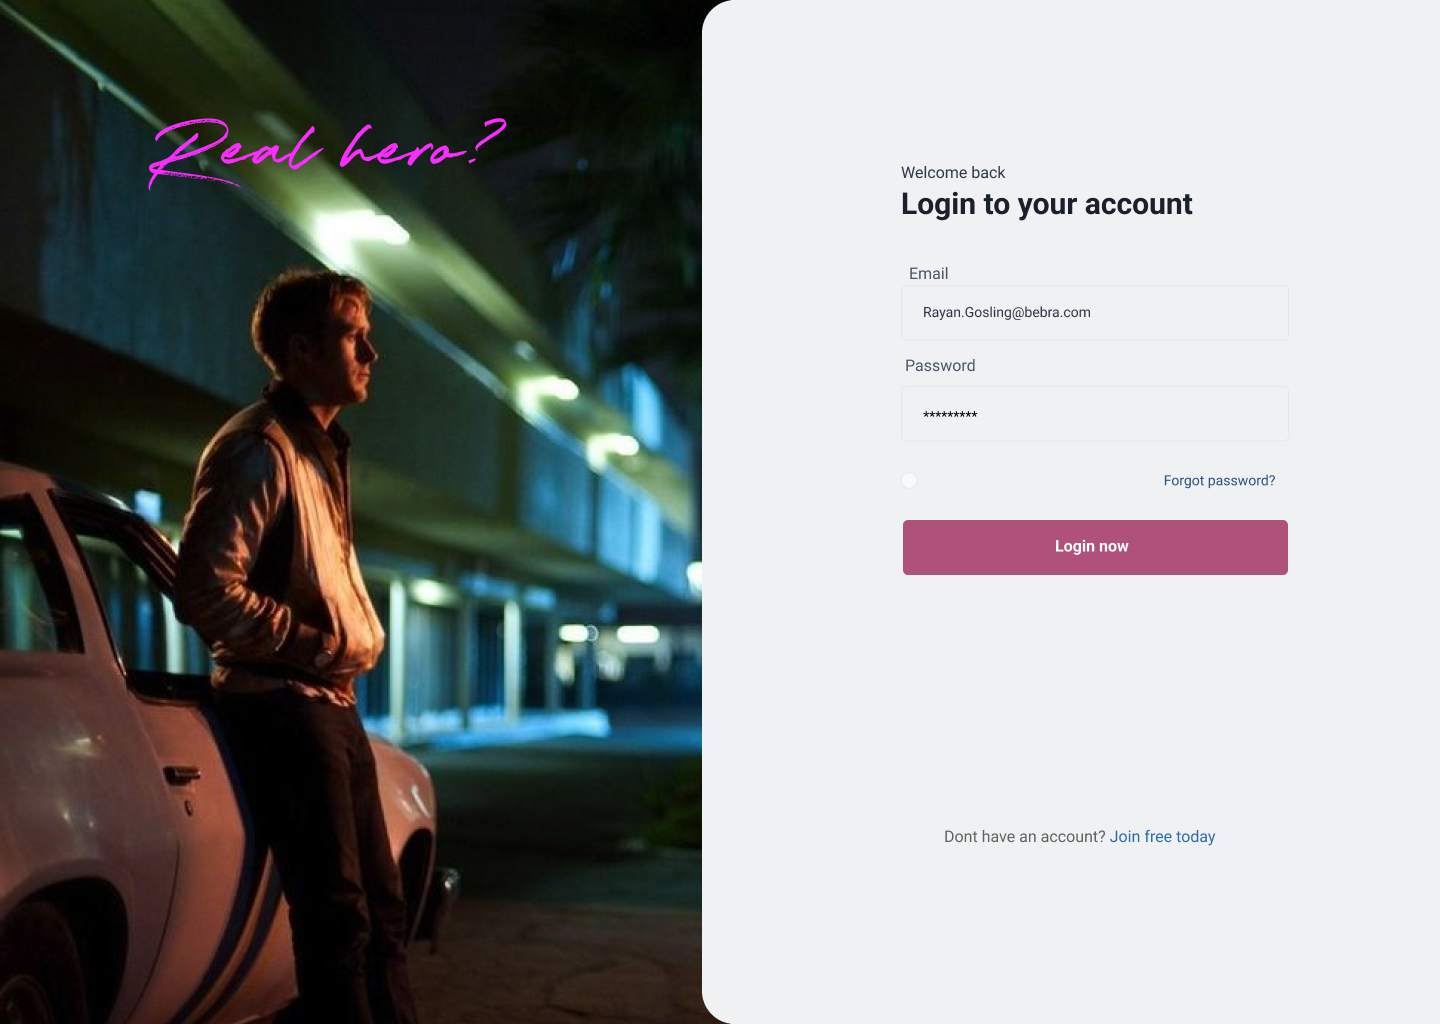 Real hero?
Welcome back
Login to your account
Email
Rayan.Gosling@bebra.com
Password
*********
Forgot password?
Login now
Dont have an account? Join free today